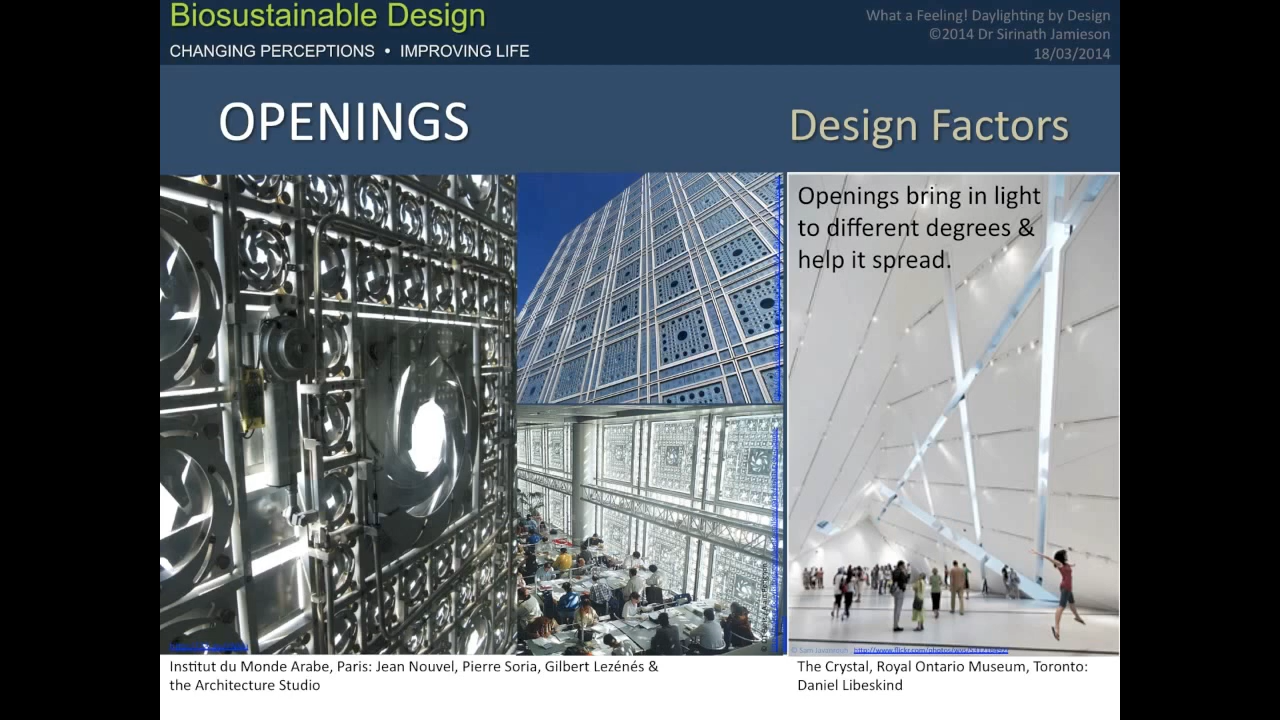 Biosustainable Design
CHANGING PERCEPTIONS • IMPROVING LIFE
What a Feeling! Daylighting by Design
©2014 Dr Sirinath Jamieson
18/03/2014
OPENINGS
Design Factors
Openings bring in light
to different degrees &
help it spread.
Institut du Monde Arabe, Paris: Jean Nouvel, Pierre Soria, Gilbert Lezénés &
the Architecture Studio
The Crystal, Royal Ontario Museum, Toronto:
Daniel Libeskind